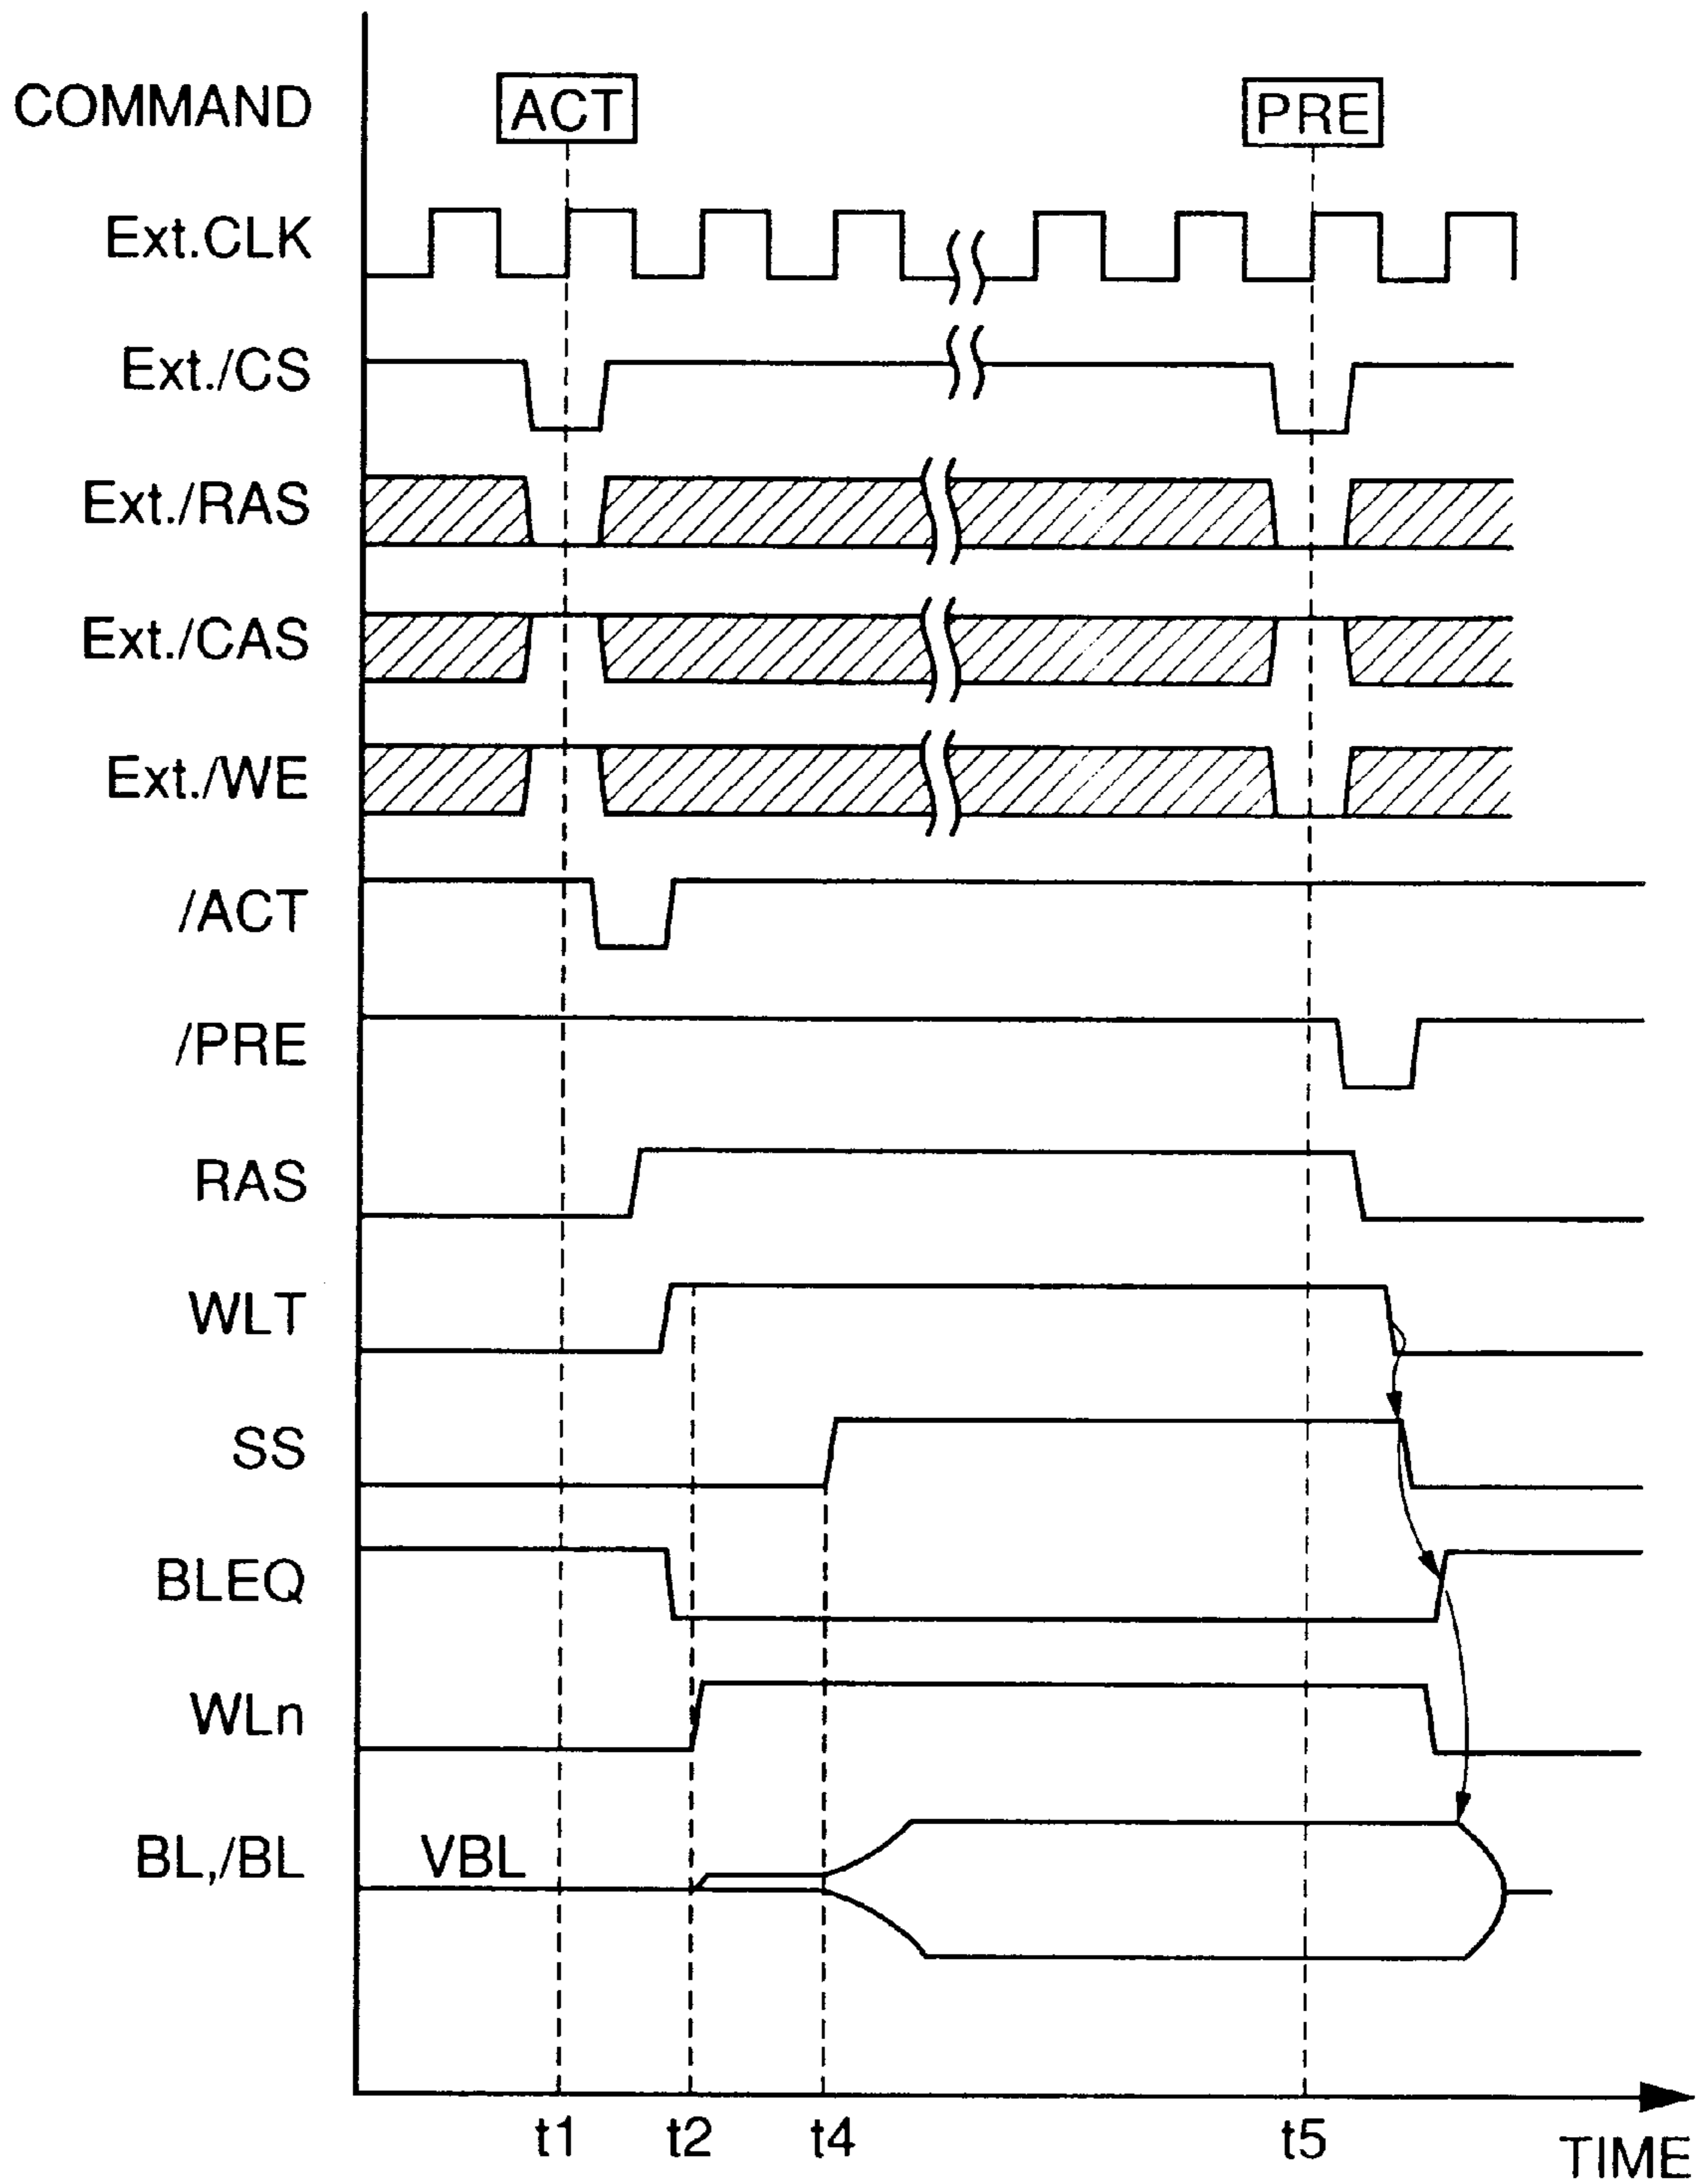 COMMAND ACT PRE
Ext.CLK
Ext./CS
Ext./RAS
Ext./CAS
Ext./WE
/ACT
/PRE
RAS
WLT
SS
BLEQ
WLn
BL,/BL VBL
t1 t2 t4 t5 TIME